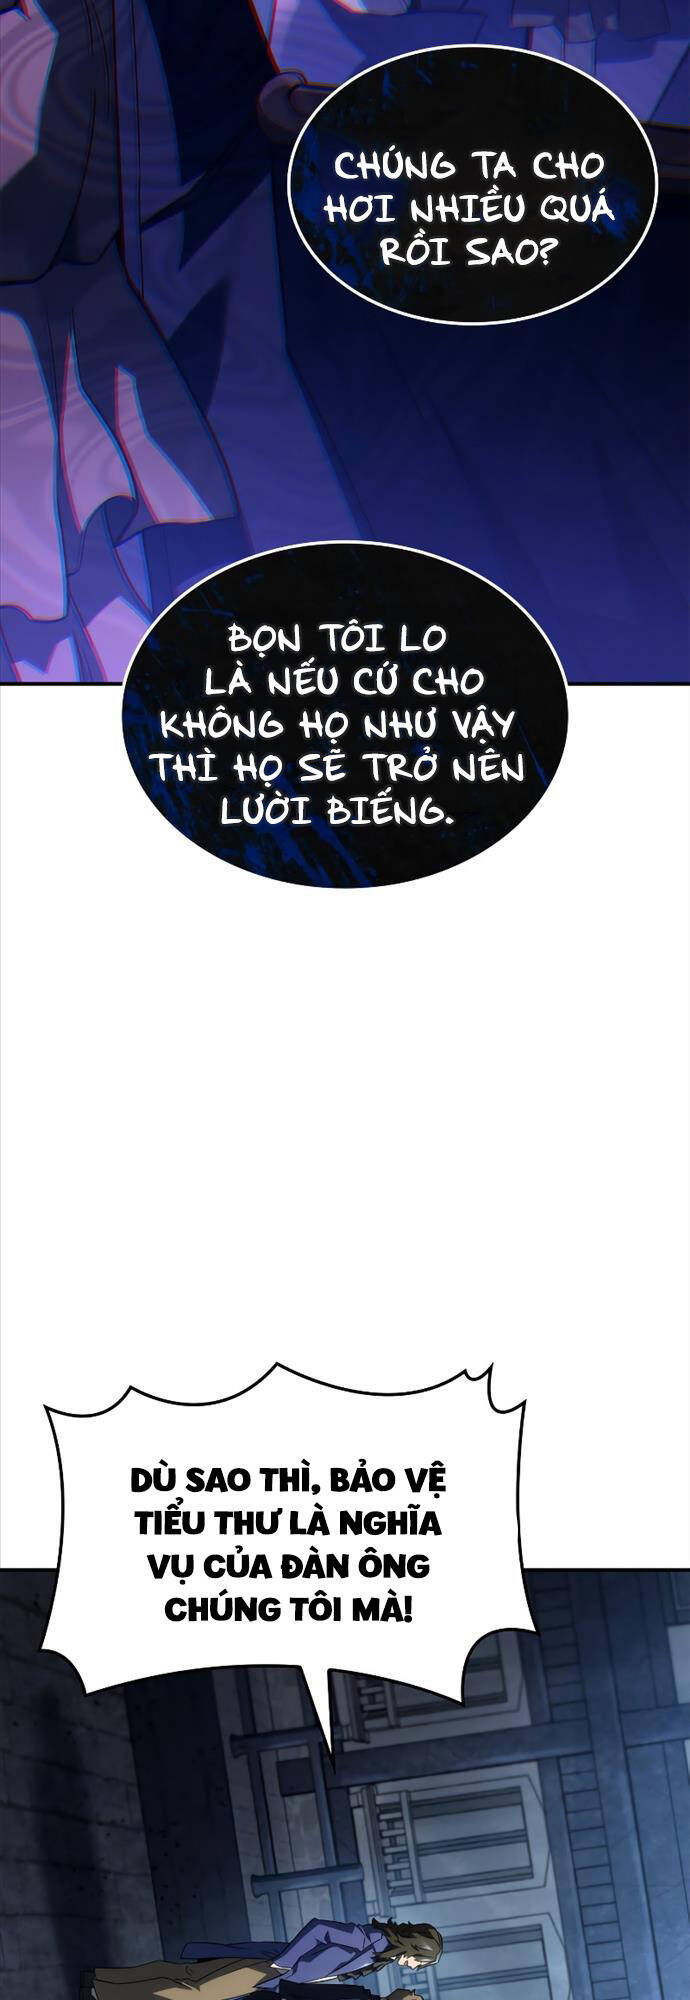 CHÚNG TA CHO
HƠI NHIỀU QUÁ
RỒI SAO?
BỌN TÔI LO
LÀ NẾU CỨ CHO
KHÔNG HỌ NHƯ VẬY
THÌ HỌ SẼ TRỞ NÊN
LƯỜI BIẾNG.
DÙ SAO THÌ, BẢO VỆ
TIỂU THƯ LÀ NGHĨA
VỤ CỦA ĐÀN ÔNG
CHÚNG TÔI MÀ!